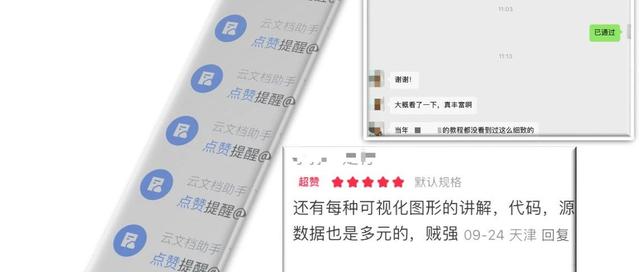 云文档助手
点赞提醒@
云文档助手
点赞提醒@
云文档助手
点赞提醒@
云文档助手
点赞提醒@
云文档助手
点赞提醒@
11:03
已通过
11:13
谢谢!
大概看了一下,真丰富啊
当年 的教程都没看到过这么细致的
超赞 默认规格
还有每种可视化图形的讲解,代码,源
数据也是多元的,贼强 09-24 天津 回复